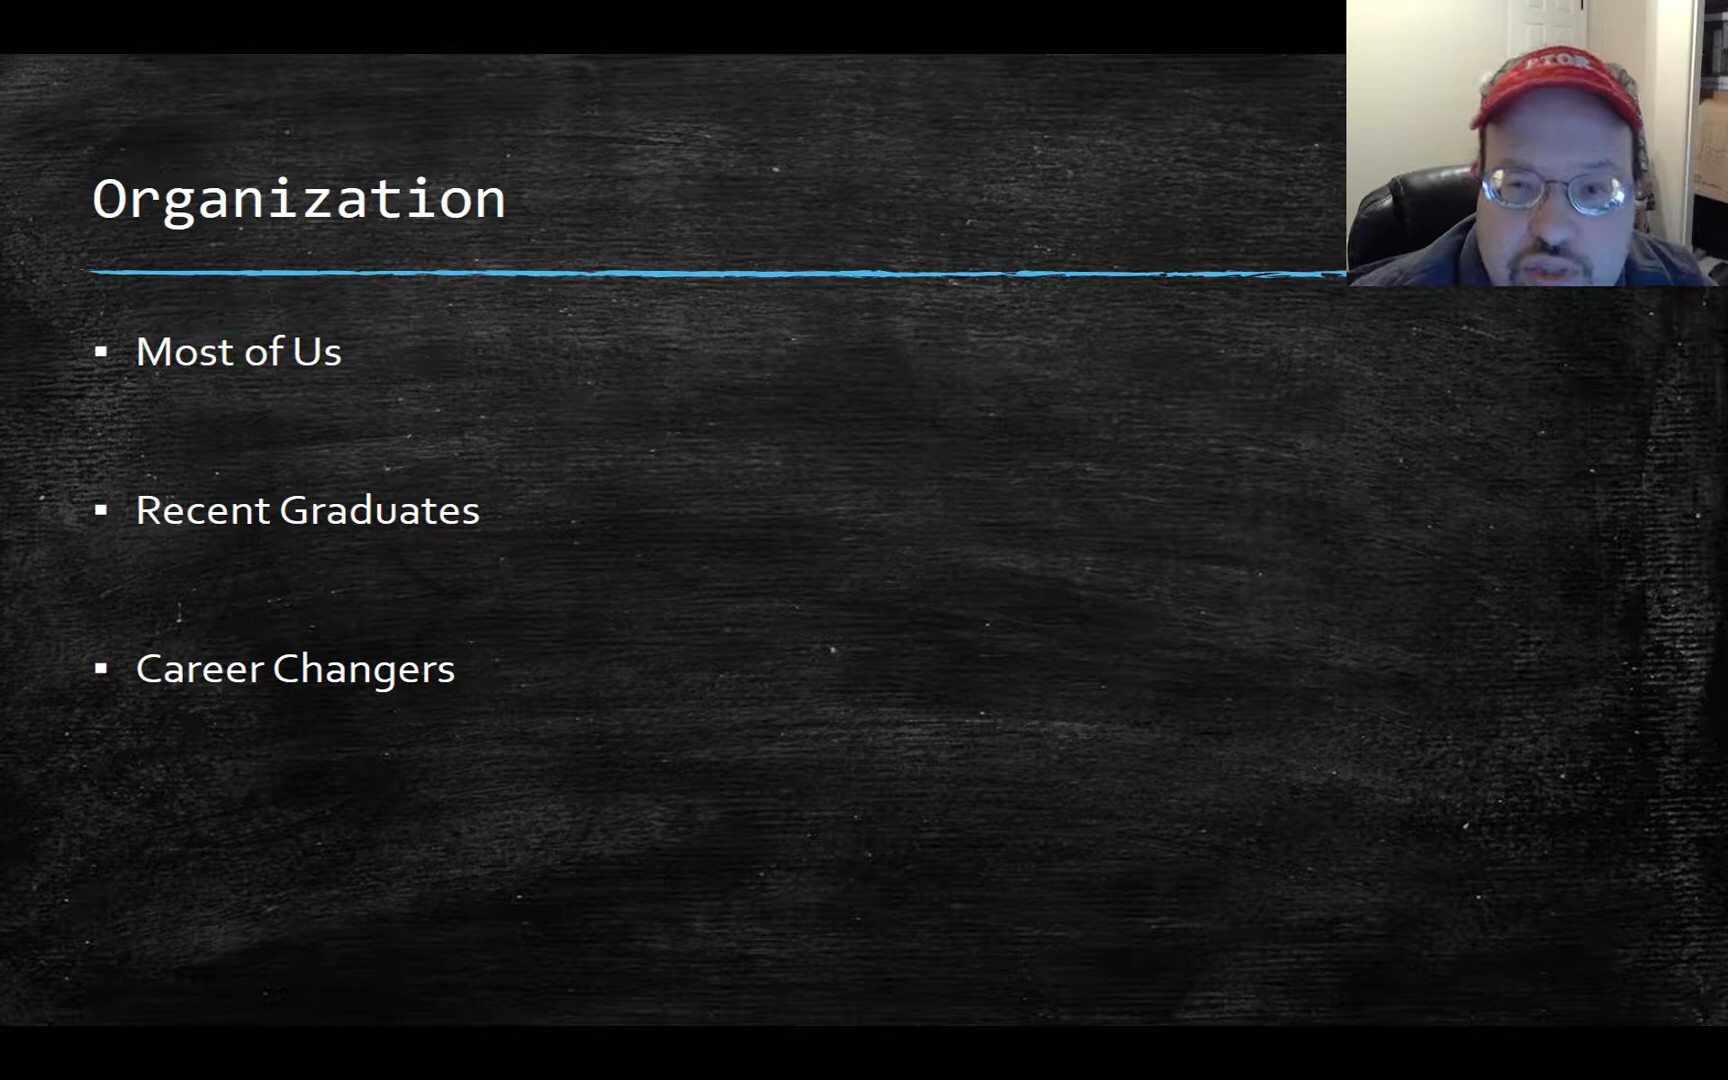 Organization
▪ Most of Us
▪ Recent Graduates
▪ Career Changers